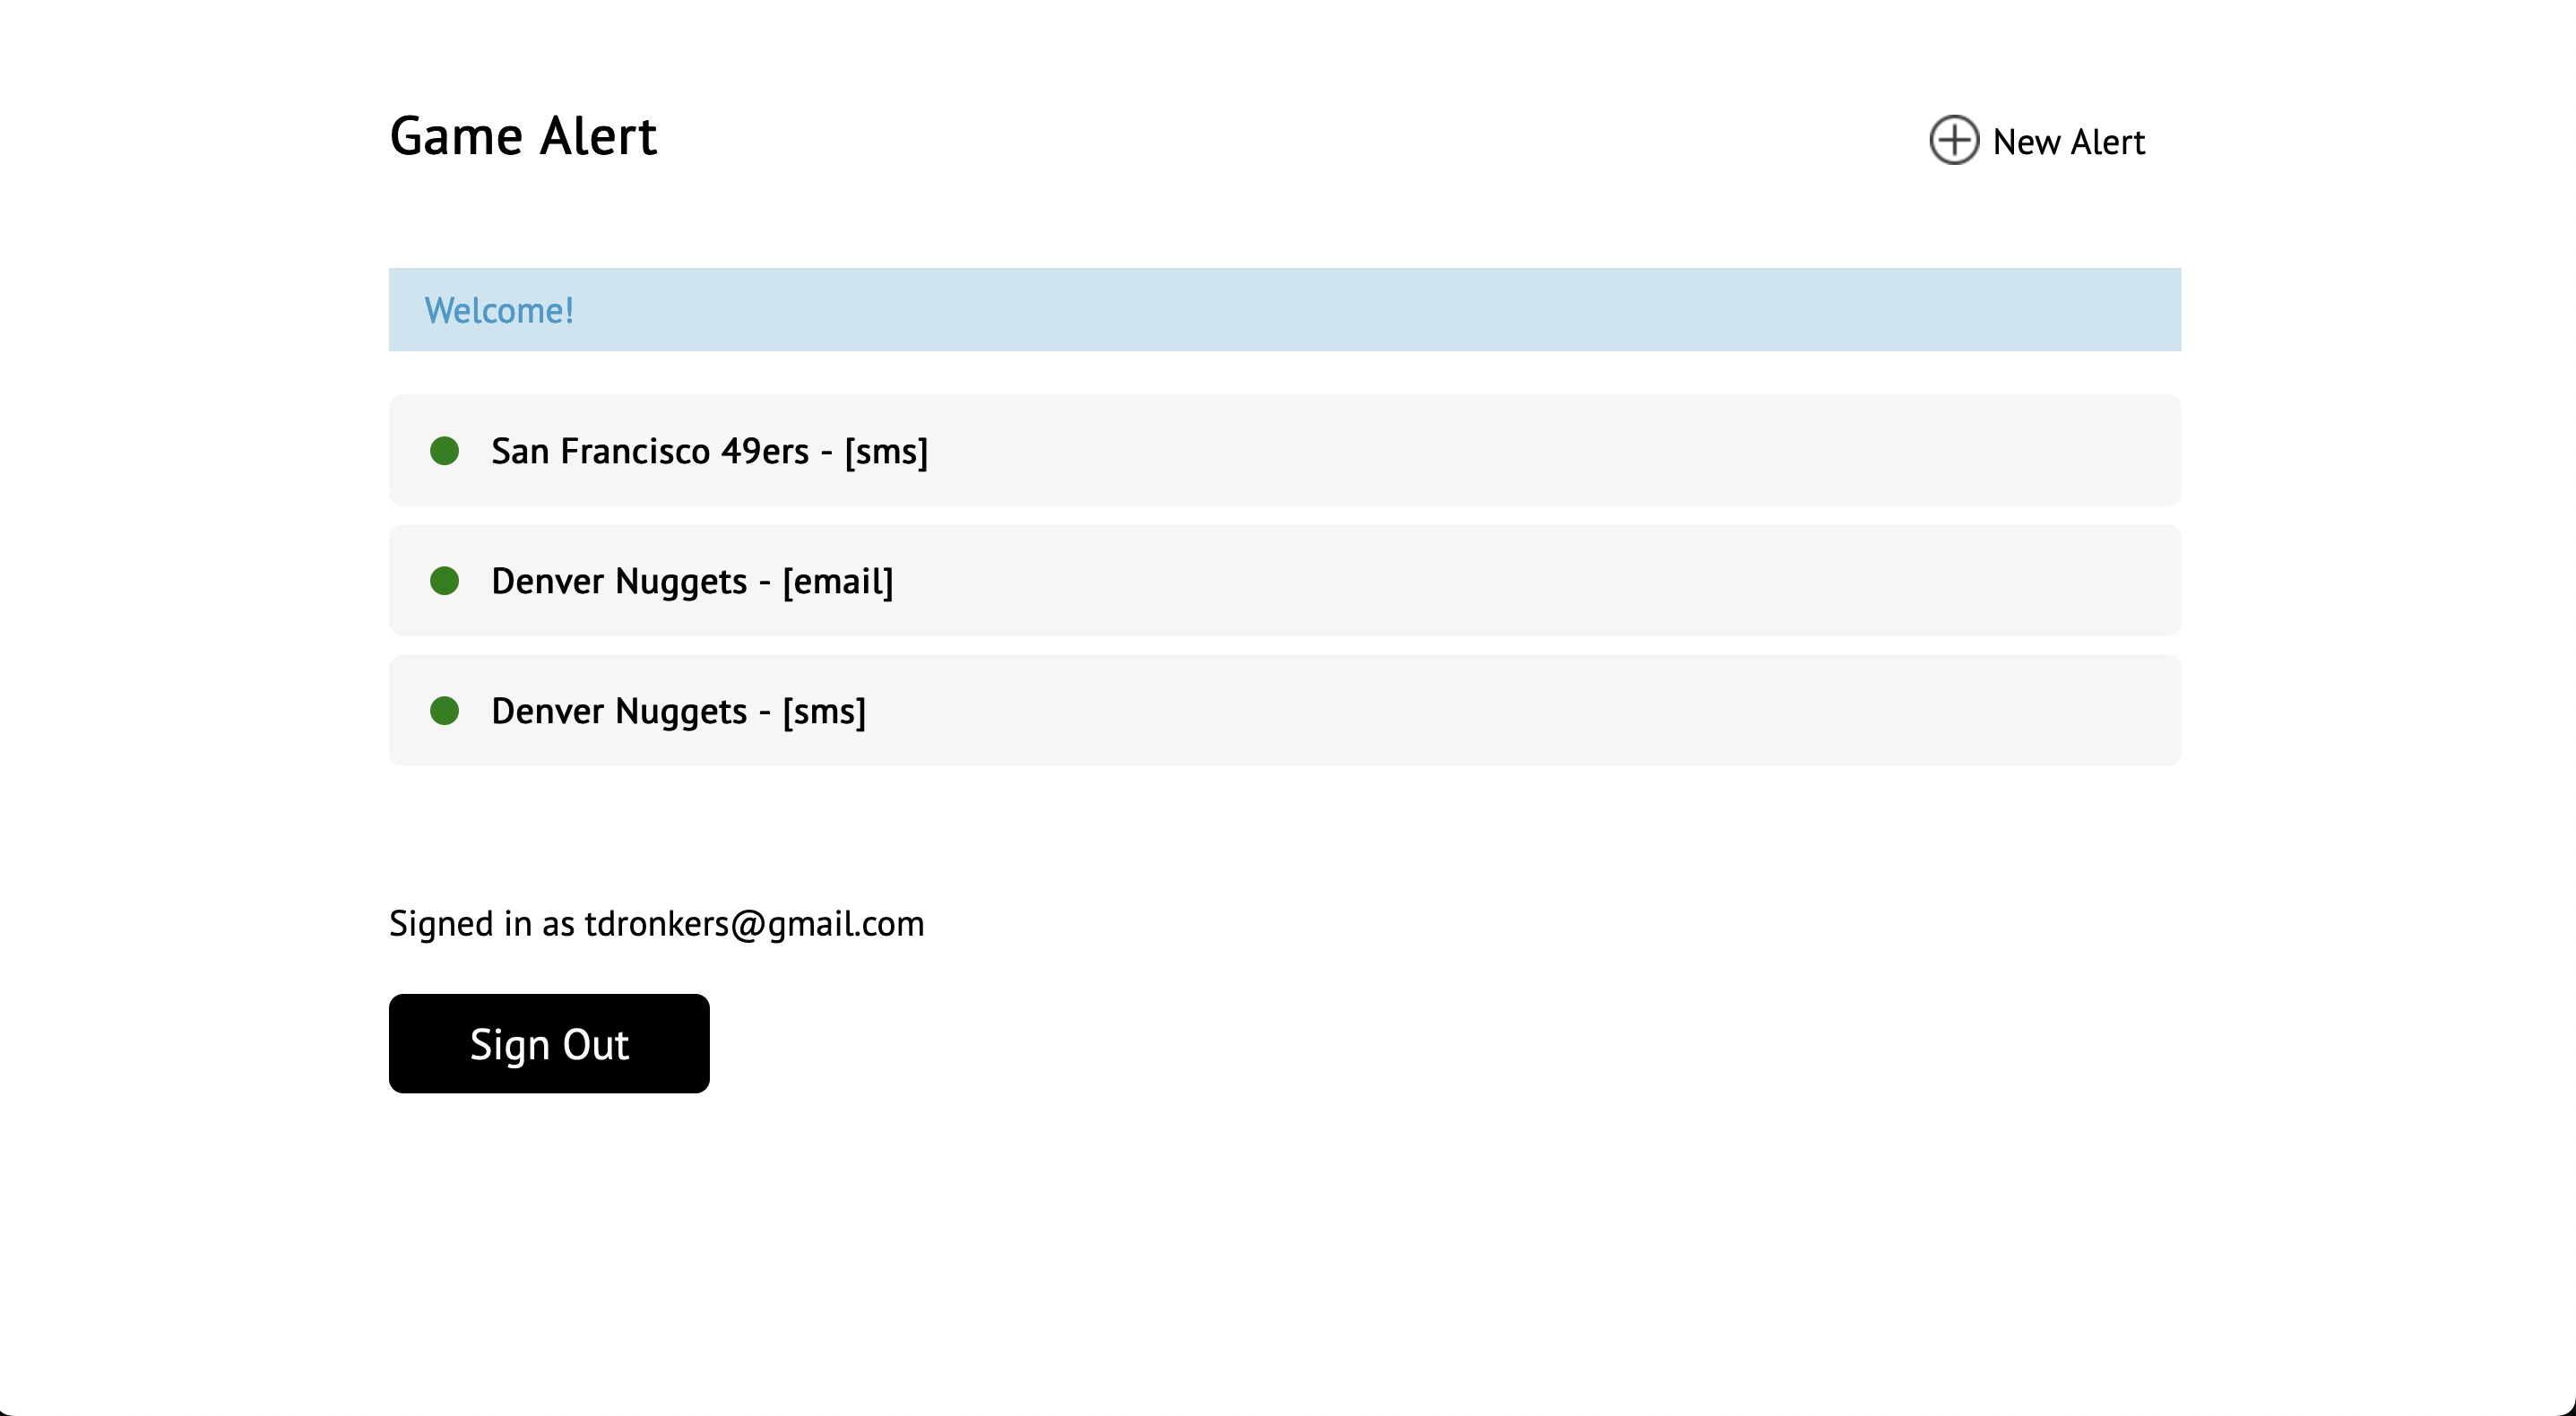 Game Alert
New Alert
Welcome!
San Francisco 49ers - [sms]
Denver Nuggets - [email]
Denver Nuggets - [sms]
Signed in as tdronkers@gmail.com
Sign Out